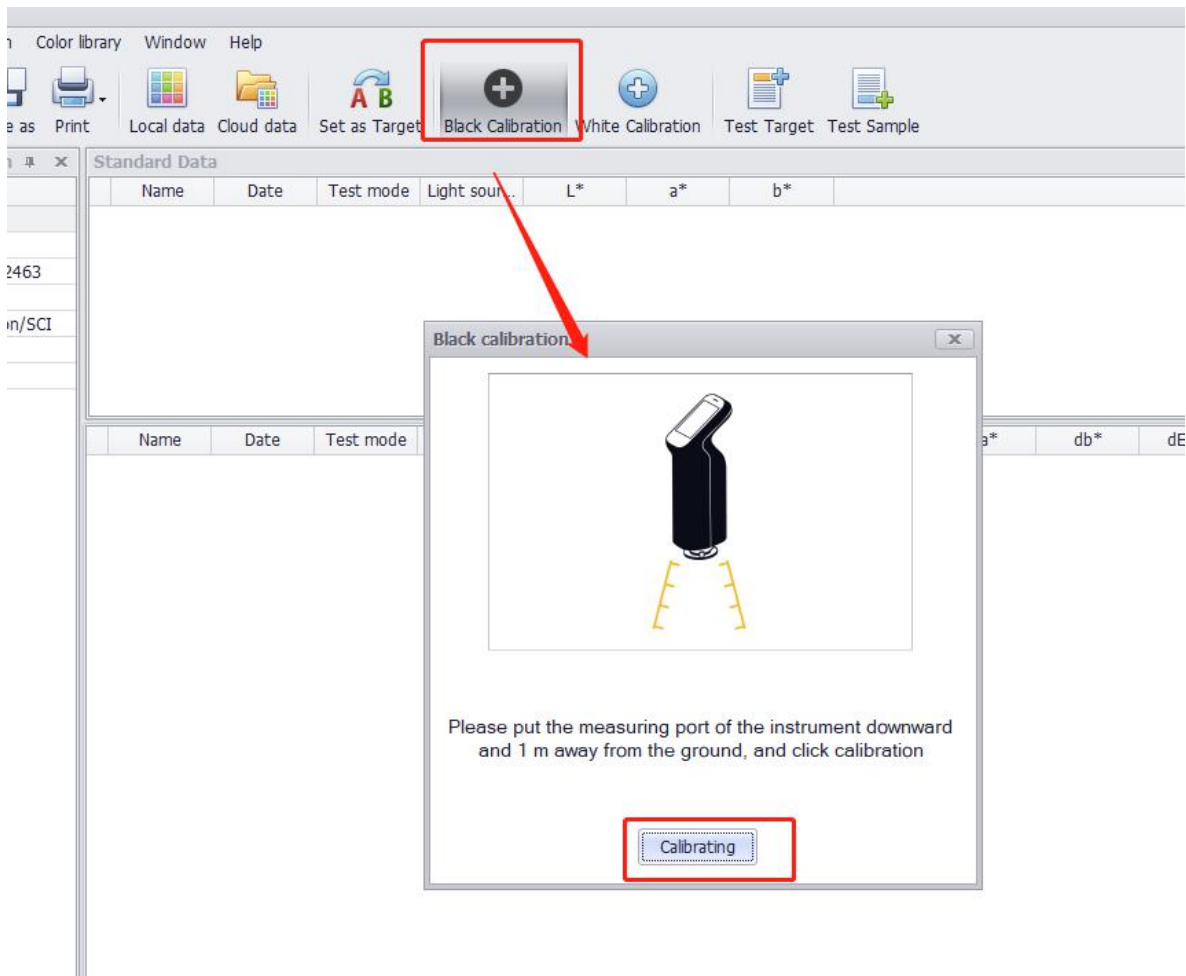 Color library Window Help
e as Print Local data Cloud data Set as Target Black Calibration White Calibration Test Target Test Sample
Standard Data
Name Date Test mode Light sour... L* a* b*
2463
on/SCI
Black calibration
Name Date Test mode a* db* dE
Please put the measuring port of the instrument downward
and 1 m away from the ground, and click calibration
Calibrating